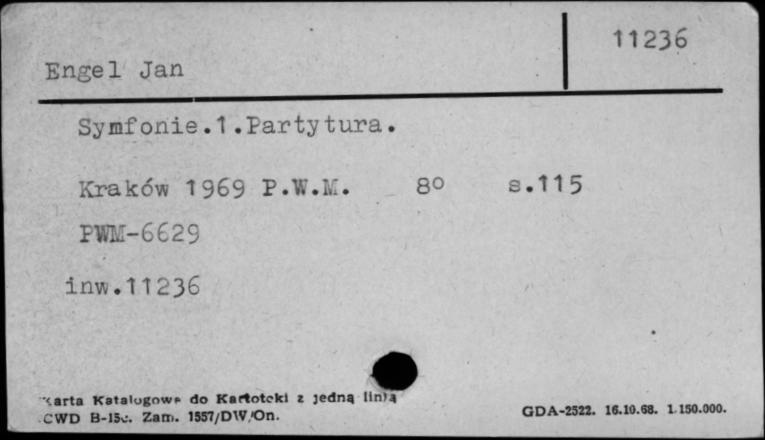 11236
Engel Jan
Symfonie.1.Partytura.
Kraków 1969 P.W.M. 8° s.115
PWM-6629
inw.11236
Karta Katalogowa do Kartoteki z jedną linią
CWD B-15c. Zam. 1557/DW/On.
GDA-2522. 16.10.68. 1.150.000.